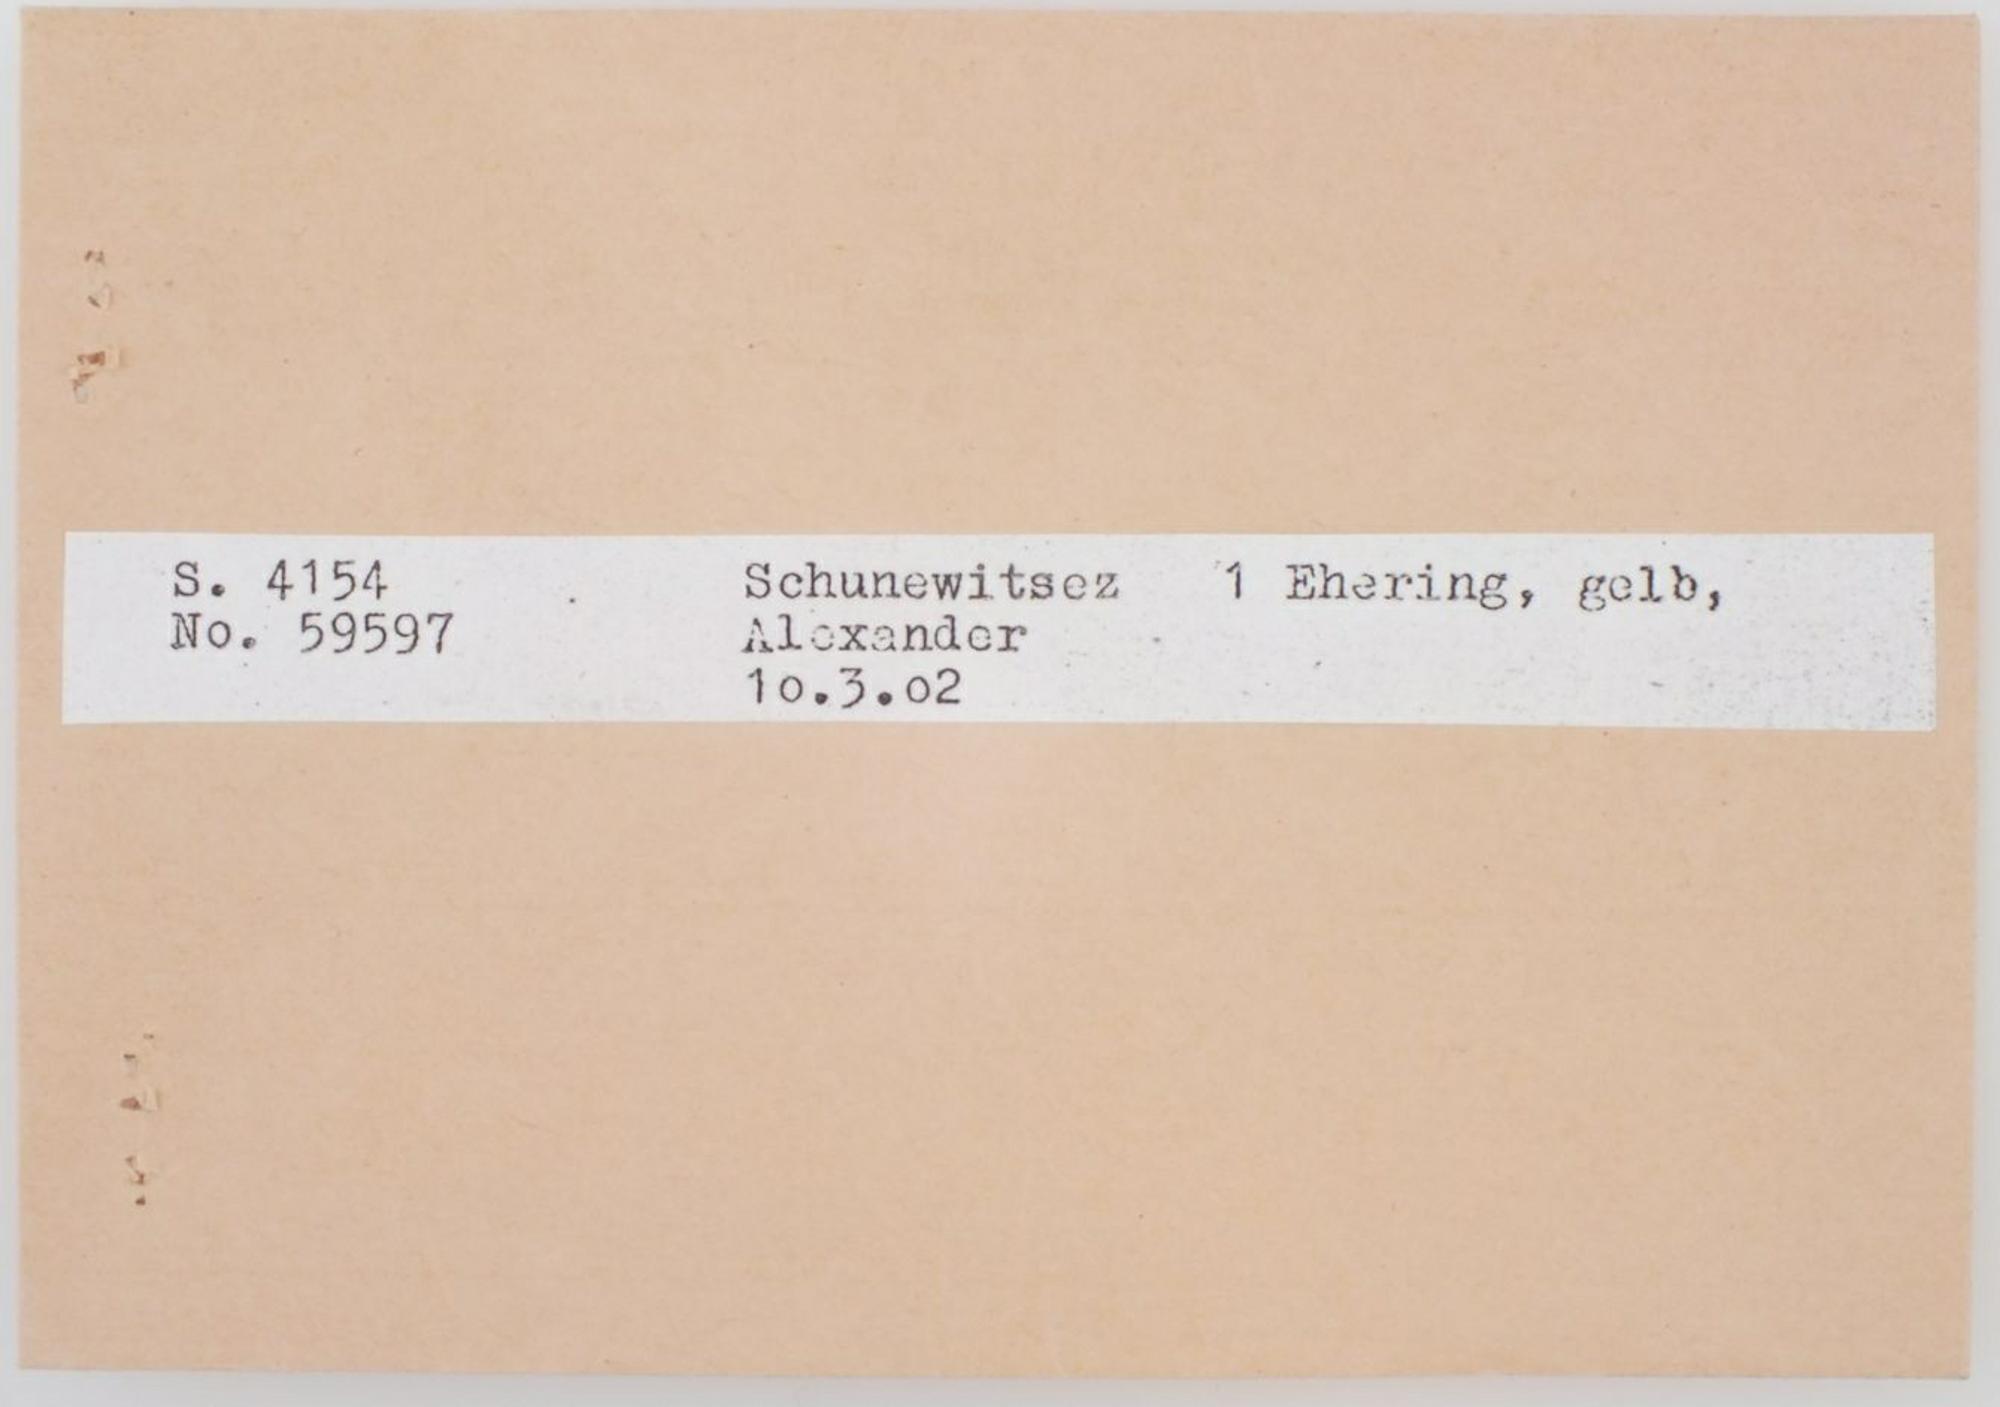 S. 4154 Schunewitsez 1 Ehering, gelb,
No. 59597 Alexander
10.3.02